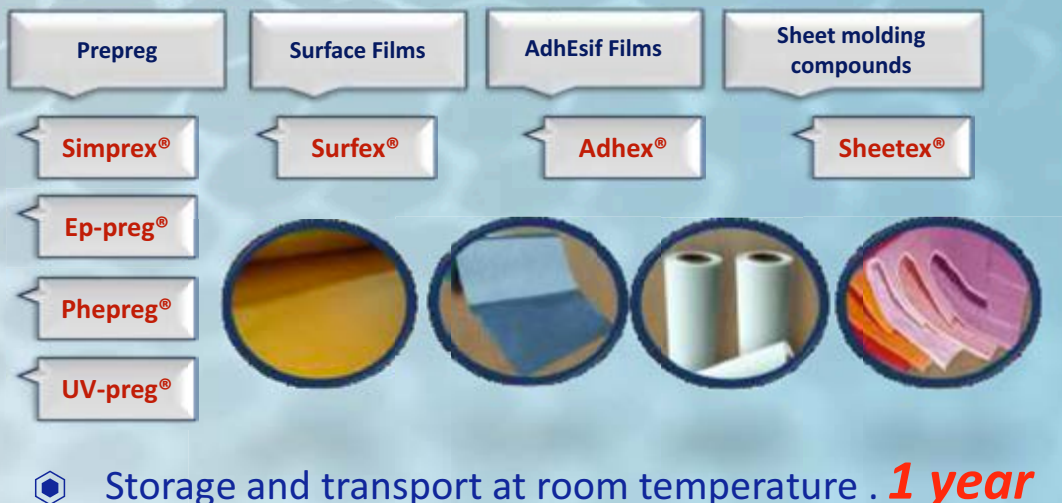 Prepreg
Surface Films
AdhEsif Films
Sheet molding
compounds
Simprex®
Surfex®
Adhex®
Sheetex®
Ep-preg®
Phepreg®
UV-preg®
Storage and transport at room temperature . 1 year